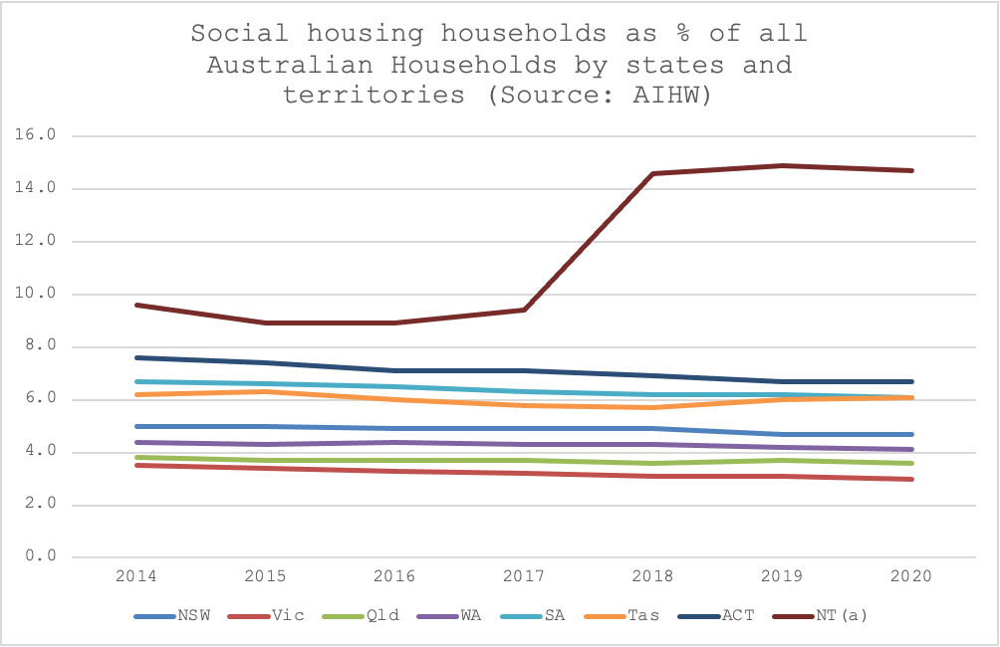 Social housing households as % of all
Australian Households by states and
territories (Source: AIHW)
16.0
14.0
12.0
10.0
8.0
6.0
4.0
2.0
0.0
2014 2015 2016 2017 2018 2019 2020
NSW Vic Qld WA SA Tas ACT NT(a)